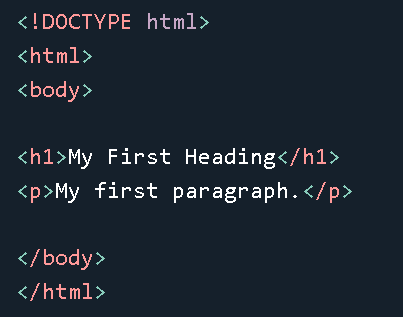 <!DOCTYPE html>
<html>
<body>
<h1>My First Heading</h1>
<p>My first paragraph.</p>
</body>
</html>